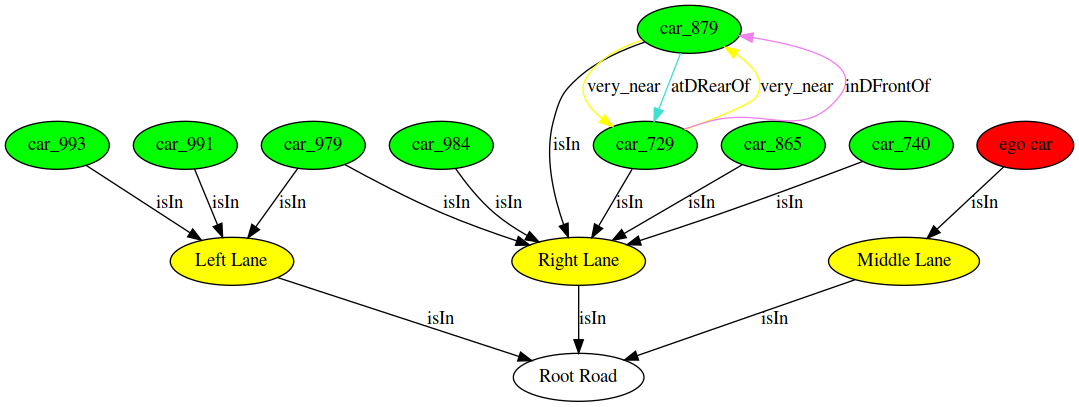 car_879
very_near atDRearOf very_near inDFrontOf
car_993 car_991 car_979 car_984 isIn car_729 car_865 car_740 ego car
isIn isIn isIn isIn isIn isIn isIn isIn isIn
Left Lane Right Lane Middle Lane
isIn isIn isIn
Root Road